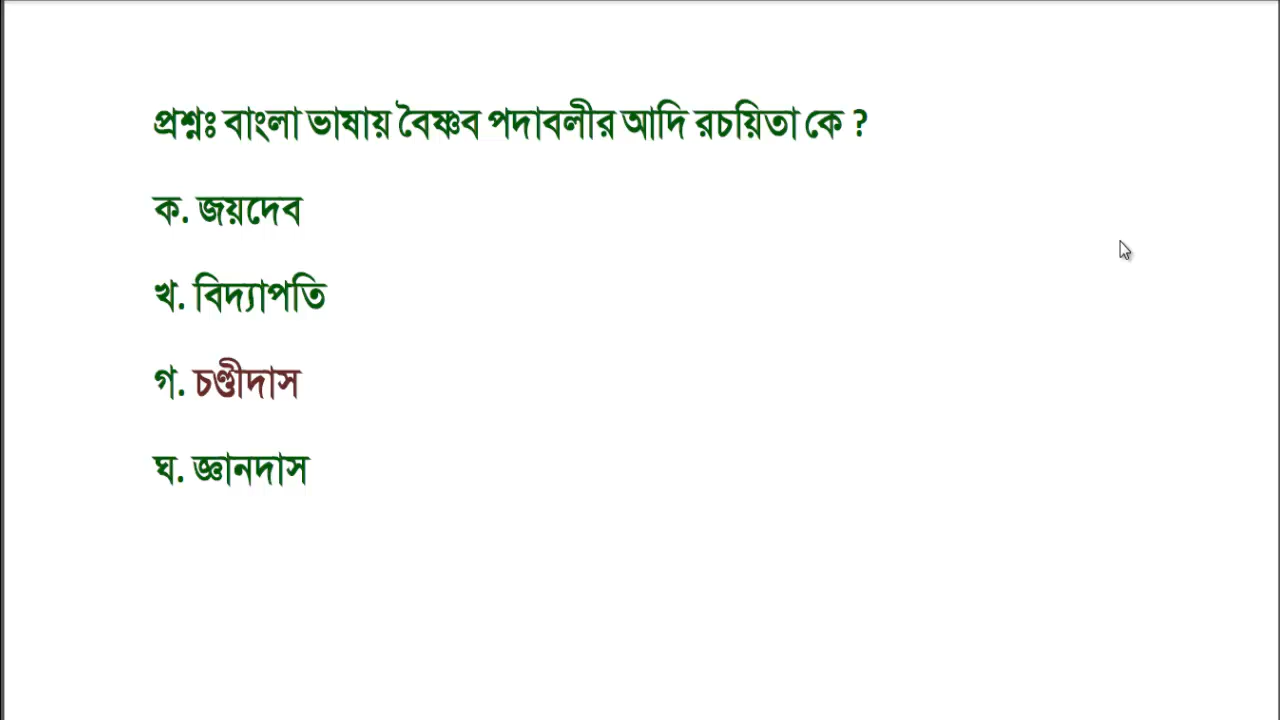 প্রশ্নঃ বাংলা ভাষায় বৈষ্ণব পদাবলীর আদি রচয়িতা কে ?
ক. জয়দেব
খ. বিদ্যাপতি
গ. চণ্ডীদাস
ঘ. জ্ঞানদাস